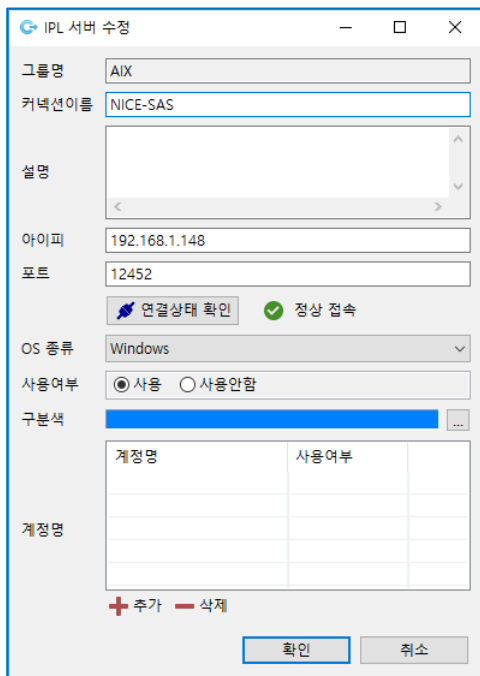 IPL 서버 수정
그룹명 AIX
커넥션이름 NICE-SAS
설명
아이피 192.168.1.148
포트 12452
연결상태 확인 정상 접속
OS 종류 Windows
사용여부 사용 사용안함
구분색 ...
계정명 사용여부
계정명
추가 삭제
확인 취소